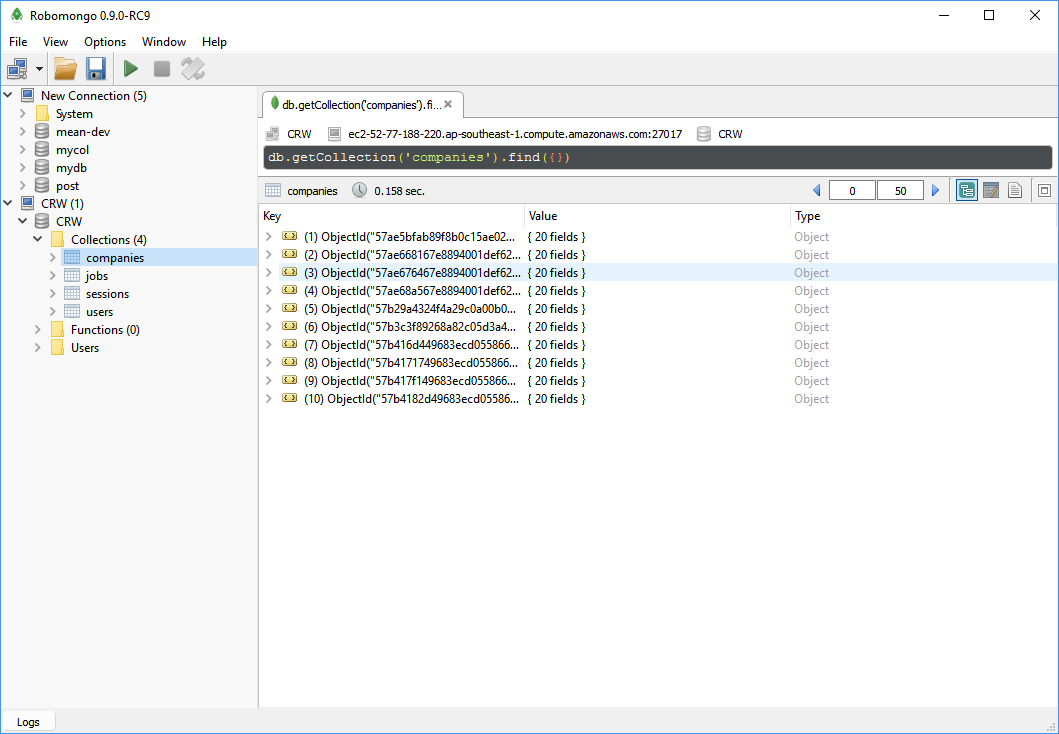 Robomongo 0.9.0-RC9
File View Options Window Help
New Connection (5)
System
mean-dev
mycol
mydb
post
CRW (1)
CRW
Collections (4)
companies
jobs
sessions
users
Functions (0)
Users
db.getCollection('companies').fi...
CRW ec2-52-77-188-220.ap-southeast-1.compute.amazonaws.com:27017 CRW
db.getCollection('companies').find({})
companies 0.158 sec. 0 50
Key Value Type
(1) ObjectId("57ae5bfab89f8b0c15ae02... { 20 fields } Object
(2) ObjectId("57ae668167e8894001def62... { 20 fields } Object
(3) ObjectId("57ae676467e8894001def62... { 20 fields } Object
(4) ObjectId("57ae68a567e8894001def62... { 20 fields } Object
(5) ObjectId("57b29a4324f4a29c0a00b0... { 20 fields } Object
(6) ObjectId("57b3c3f89268a82c05d3a4... { 20 fields } Object
(7) ObjectId("57b416d449683ecd055866... { 20 fields } Object
(8) ObjectId("57b4171749683ecd055866... { 20 fields } Object
(9) ObjectId("57b417f149683ecd055866... { 20 fields } Object
(10) ObjectId("57b4182d49683ecd05586... { 20 fields } Object
Logs